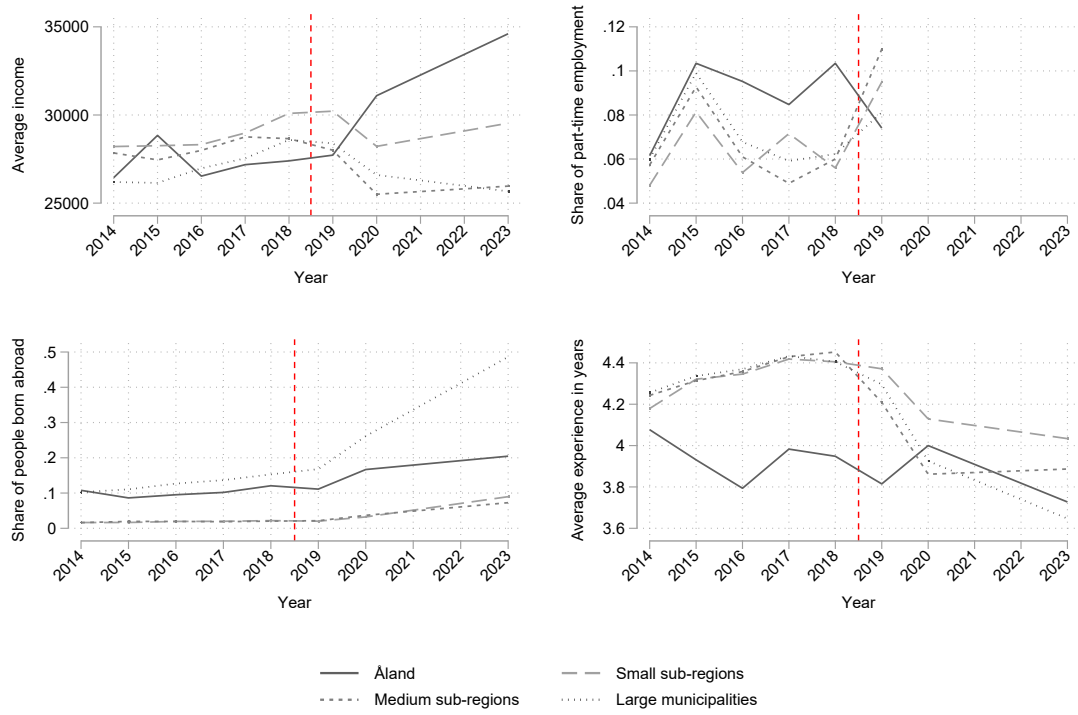 Average income
35000
30000
25000
2014 2015 2016 2017 2018 2019 2020 2021 2022 2023
Year
Share of part-time employment
.12
.1
.08
.06
.04
2014 2015 2016 2017 2018 2019 2020 2021 2022 2023
Year
Share of people born abroad
.5
.4
.3
.2
.1
0
2014 2015 2016 2017 2018 2019 2020 2021 2022 2023
Year
Average experience in years
4.4
4.2
4
3.8
3.6
2014 2015 2016 2017 2018 2019 2020 2021 2022 2023
Year
Åland
Small sub-regions
Medium sub-regions
Large municipalities